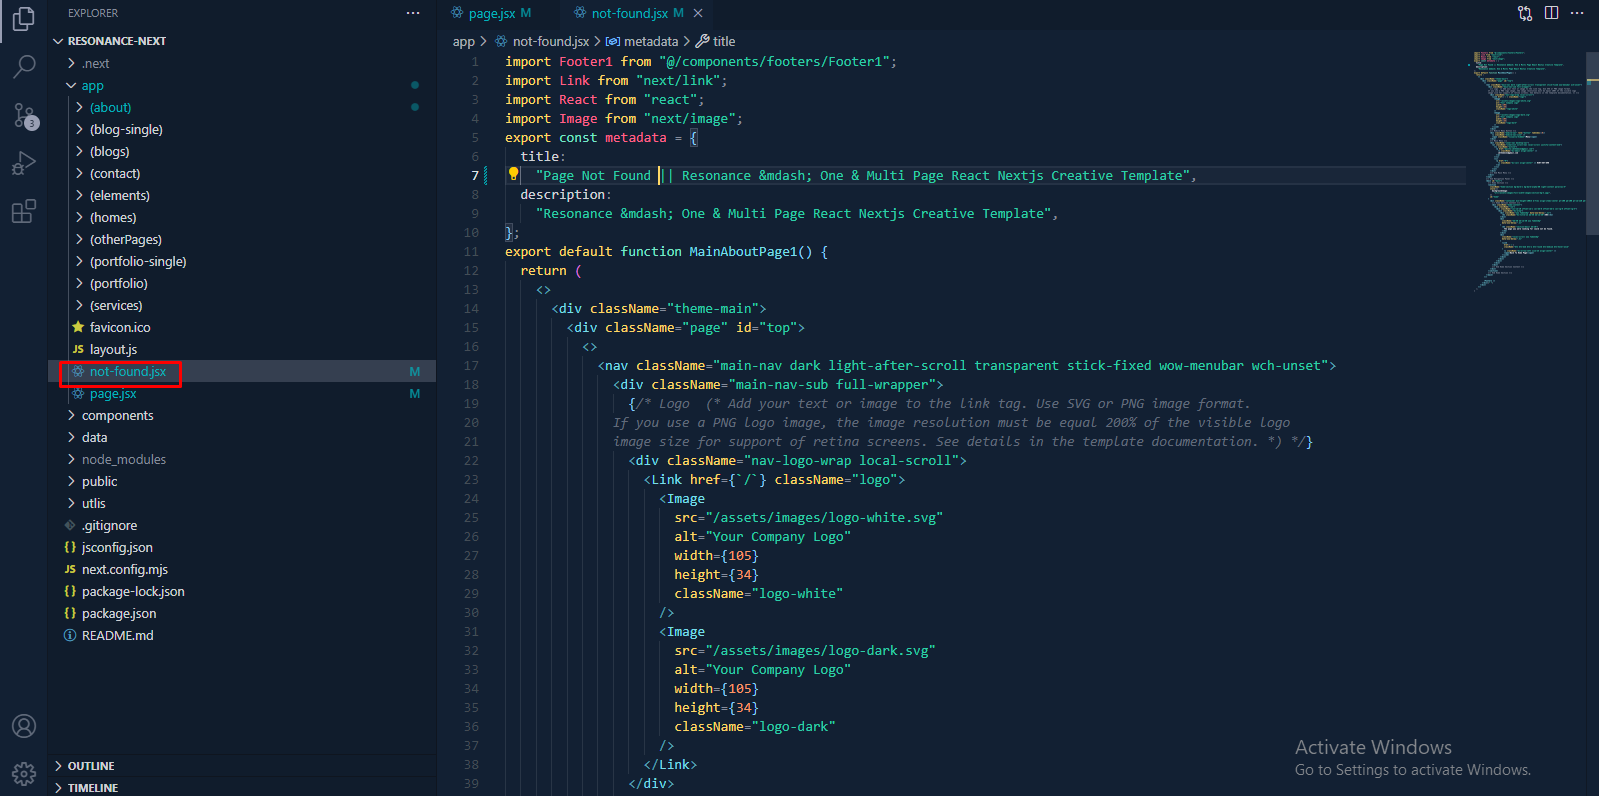 EXPLORER
RESONANCE-NEXT
.next
app
(about)
(blog-single)
(blogs)
(contact)
(elements)
(homes)
(otherPages)
(portfolio-single)
(portfolio)
(services)
favicon.ico
JS layout.js
not-found.jsx M
page.jsx M
components
data
node_modules
public
utlis
.gitignore
{} jsconfig.json
JS next.config.mjs
{} package-lock.json
{} package.json
README.md
OUTLINE
TIMELINE
3
page.jsx M not-found.jsx M
app > not-found.jsx > metadata > title
1 import Footer1 from "@/components/footers/Footer1";
2 import Link from "next/link";
3 import React from "react";
4 import Image from "next/image";
5 export const metadata = {
6 title:
7 "Page Not Found || Resonance &mdash; One & Multi Page React Nextjs Creative Template",
8 description:
9 "Resonance &mdash; One & Multi Page React Nextjs Creative Template",
10 };
11 export default function MainAboutPage1() {
12 return (
13 <>
14 <div className="theme-main">
15 <div className="page" id="top">
16 <>
17 <nav className="main-nav dark light-after-scroll transparent stick-fixed wow-menubar wch-unset">
18 <div className="main-nav-sub full-wrapper">
19 {/* Logo  (* Add your text or image to the link tag. Use SVG or PNG image format.
20 If you use a PNG logo image, the image resolution must be equal 200% of the visible logo
21 image size for support of retina screens. See details in the template documentation. *) */}
22 <div className="nav-logo-wrap local-scroll">
23 <Link href={`/`} className="logo">
24 <Image
25 src="/assets/images/logo-white.svg"
26 alt="Your Company Logo"
27 width={105}
28 height={34}
29 className="logo-white"
30 />
31 <Image
32 src="/assets/images/logo-dark.svg"
33 alt="Your Company Logo"
34 width={105}
35 height={34}
36 className="logo-dark"
37 />
38 </Link>
39 </div>
Activate Windows
Go to Settings to activate Windows.